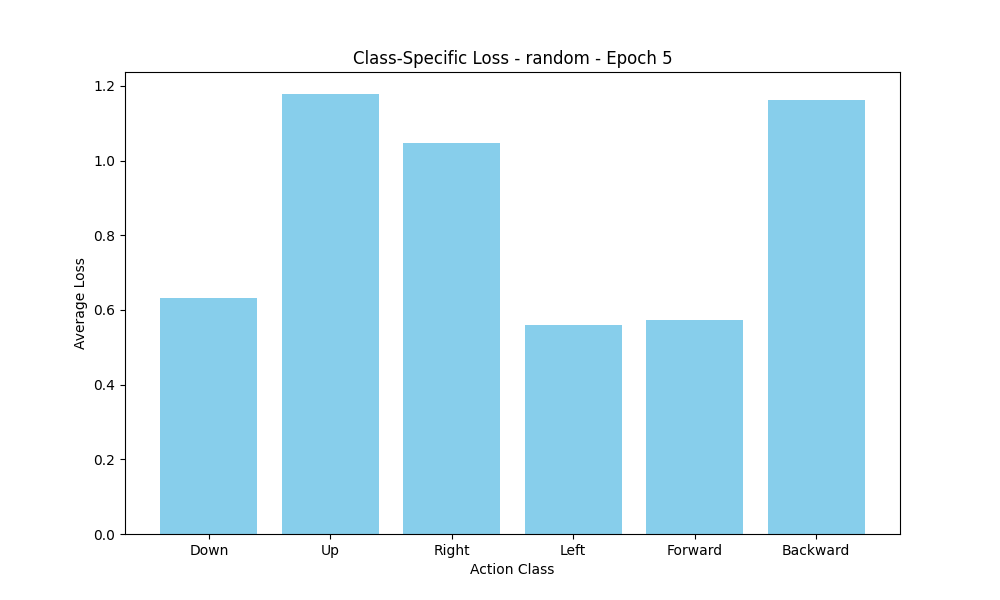 Class-Specific Loss - random - Epoch 5
1.2
1.0
0.8
0.6
0.4
0.2
0.0
Average Loss
Down Up Right Left Forward Backward
Action Class